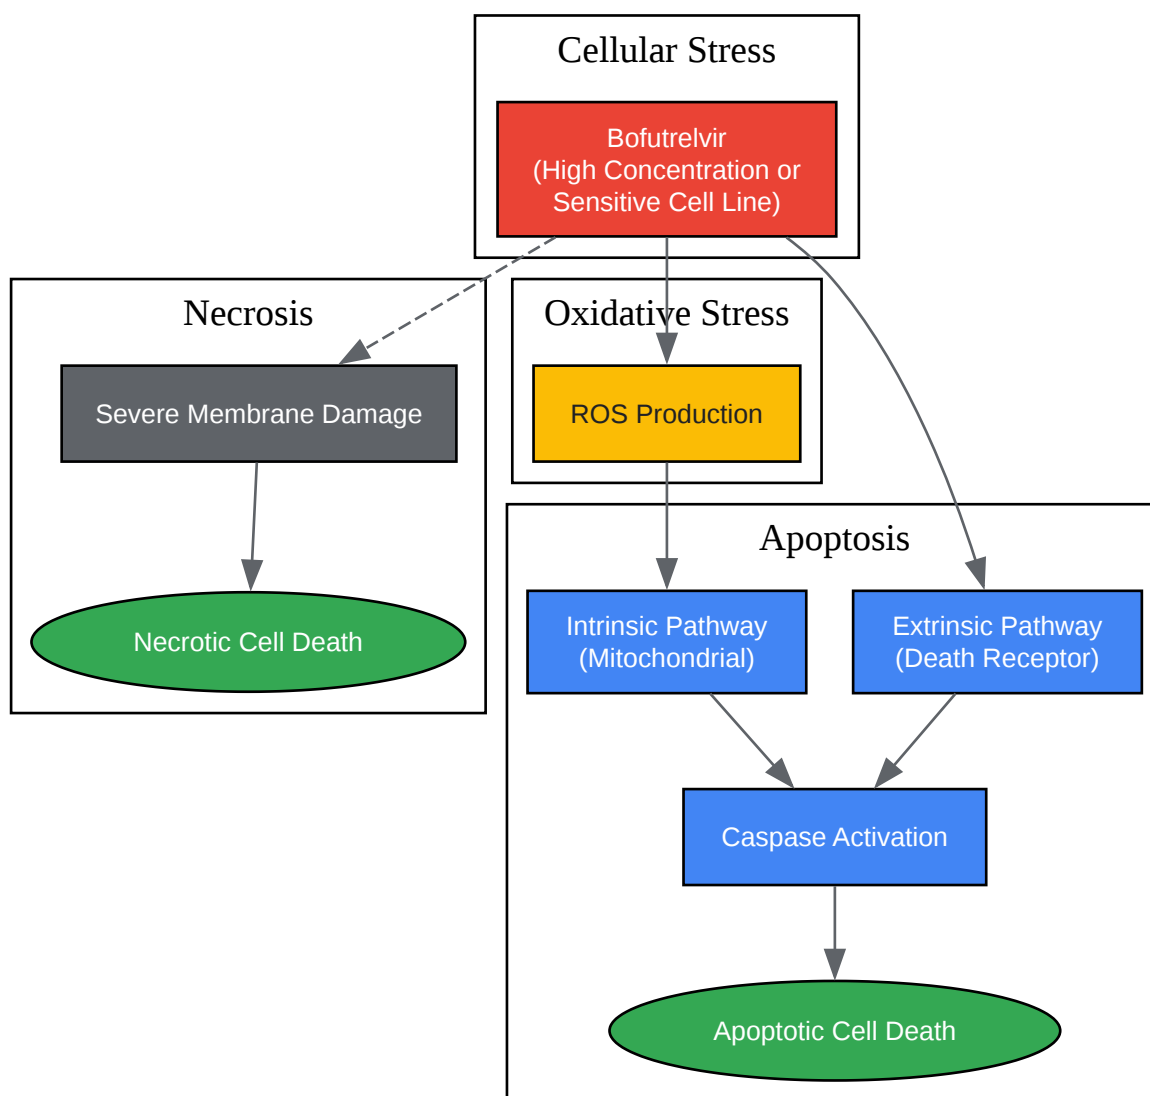 Cellular Stress
Bofutrelvir
(High Concentration or
Sensitive Cell Line)
Necrosis
Severe Membrane Damage
Necrotic Cell Death
Oxidative Stress
ROS Production
Apoptosis
Intrinsic Pathway
(Mitochondrial)
Extrinsic Pathway
(Death Receptor)
Caspase Activation
Apoptotic Cell Death